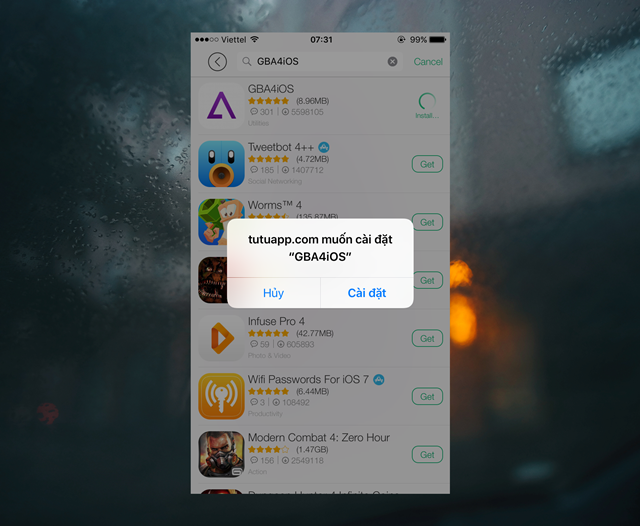 Viettel 07:31 99%
GBA4iOS Cancel
GBA4iOS
(8.96MB)
301 | 5598105
Utilities
install...
Tweetbot 4++
(4.72MB)
185 | 1407712
Social Networking
Get
Worms™ 4
(135.87MB)
Get
tutuapp.com muốn cài đặt
“GBA4iOS”
Hủy Cài đặt
Get
Infuse Pro 4
(42.77MB)
59 | 605893
Photo & Video
Get
Wifi Passwords For iOS 7
(6.44MB)
3 | 108492
Productivity
Get
Modern Combat 4: Zero Hour
(1.47GB)
156 | 2549118
Action
Get